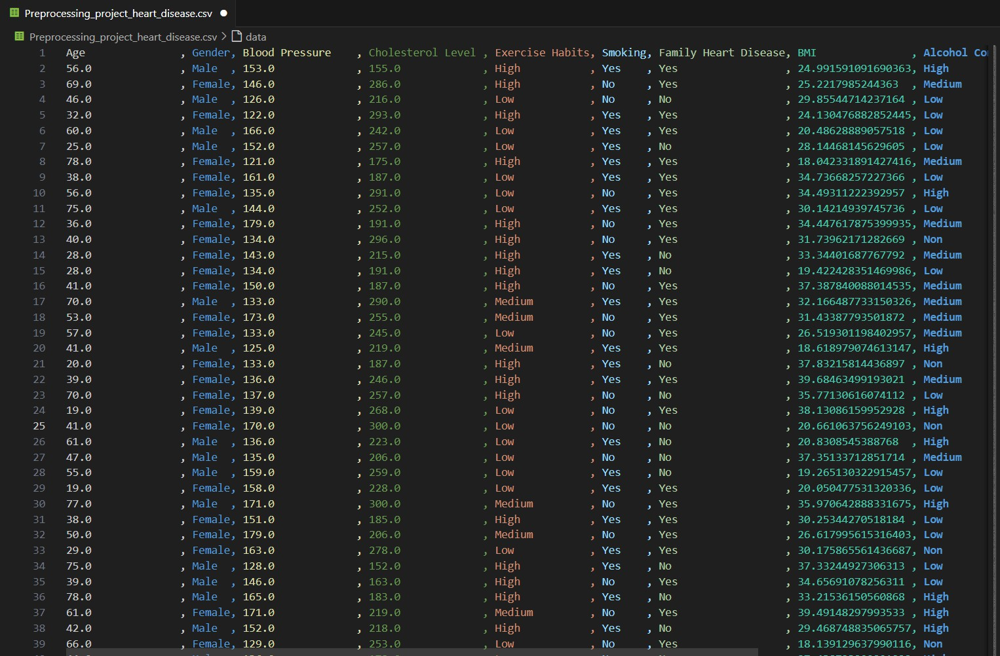 Preprocessing_project_heart_disease.csv
Preprocessing_project_heart_disease.csv > data
1 Age , Gender, Blood Pressure , Cholesterol Level , Exercise Habits, Smoking, Family Heart Disease, BMI , Alcohol
2 56.0 , Male , 153.0 , 155.0 , High , Yes , Yes , 24.991591091690363, High
3 69.0 , Female, 146.0 , 286.0 , High , No , Yes , 25.2217985244363 , Medium
4 46.0 , Male , 126.0 , 216.0 , Low , No , No , 29.85544714237164 , Low
5 32.0 , Female, 122.0 , 293.0 , High , Yes , Yes , 24.130476882852445, Low
6 60.0 , Male , 166.0 , 242.0 , Low , Yes , Yes , 20.48628889057518 , Low
7 25.0 , Male , 152.0 , 257.0 , Low , Yes , No , 28.14468145629605 , Low
8 78.0 , Female, 121.0 , 175.0 , High , Yes , Yes , 18.042331891427416, Medium
9 38.0 , Female, 161.0 , 187.0 , Low , Yes , Yes , 34.73668257227366 , Low
10 56.0 , Female, 135.0 , 291.0 , Low , No , Yes , 34.49311222392957 , High
11 75.0 , Male , 144.0 , 252.0 , Low , Yes , Yes , 30.14214939745736 , Low
12 36.0 , Female, 179.0 , 191.0 , High , No , Yes , 34.447617875399935, Medium
13 40.0 , Female, 134.0 , 296.0 , High , No , Yes , 31.73962171282669 , Non
14 28.0 , Female, 143.0 , 215.0 , High , Yes , No , 33.34401687767792 , Medium
15 28.0 , Female, 134.0 , 191.0 , High , Yes , No , 19.422428351469986, Low
16 41.0 , Female, 150.0 , 187.0 , High , No , Yes , 37.387840088014535, Medium
17 70.0 , Male , 133.0 , 290.0 , Medium , Yes , Yes , 32.166487733150326, Medium
18 53.0 , Female, 173.0 , 255.0 , Medium , No , Yes , 31.43387793501872 , Medium
19 57.0 , Female, 133.0 , 245.0 , Low , No , Yes , 26.519301198402957, Medium
20 41.0 , Male , 125.0 , 219.0 , Medium , Yes , Yes , 18.618979074613147, High
21 20.0 , Female, 133.0 , 187.0 , High , Yes , No , 37.83215814436897 , Non
22 39.0 , Female, 136.0 , 246.0 , High , Yes , Yes , 39.68463499193021 , Medium
23 70.0 , Female, 137.0 , 257.0 , High , No , No , 35.77130616074112 , Low
24 19.0 , Female, 139.0 , 268.0 , Low , No , Yes , 38.13086159952928 , High
25 41.0 , Female, 170.0 , 300.0 , Low , No , No , 20.661063756249103, Non
26 61.0 , Male , 136.0 , 223.0 , Low , Yes , No , 20.8308545388768 , High
27 47.0 , Male , 135.0 , 206.0 , Low , No , No , 37.35133712851714 , Medium
28 55.0 , Male , 159.0 , 259.0 , Low , Yes , No , 19.265130322915457, Low
29 19.0 , Female, 158.0 , 228.0 , Low , Yes , Yes , 20.050477531320336, Low
30 77.0 , Male , 171.0 , 300.0 , Medium , No , Yes , 35.970642888331675, High
31 38.0 , Female, 151.0 , 185.0 , High , Yes , Yes , 30.25344270518184 , Low
32 50.0 , Female, 179.0 , 206.0 , Medium , No , Yes , 26.617995615316403, Low
33 29.0 , Female, 163.0 , 278.0 , Low , Yes , Yes , 30.175865561436687, Non
34 75.0 , Male , 128.0 , 152.0 , High , Yes , No , 37.33244927306313 , Low
35 39.0 , Male , 146.0 , 163.0 , High , No , Yes , 34.65691078256311 , Low
36 78.0 , Male , 165.0 , 183.0 , High , Yes , No , 33.21536150560868 , High
37 61.0 , Female, 171.0 , 219.0 , Medium , No , Yes , 39.49148297993533 , High
38 42.0 , Male , 152.0 , 218.0 , High , Yes , No , 29.468748835065757, High
39 66.0 , Female, 129.0 , 253.0 , Low , No , Yes , 18.139129637990116, Non